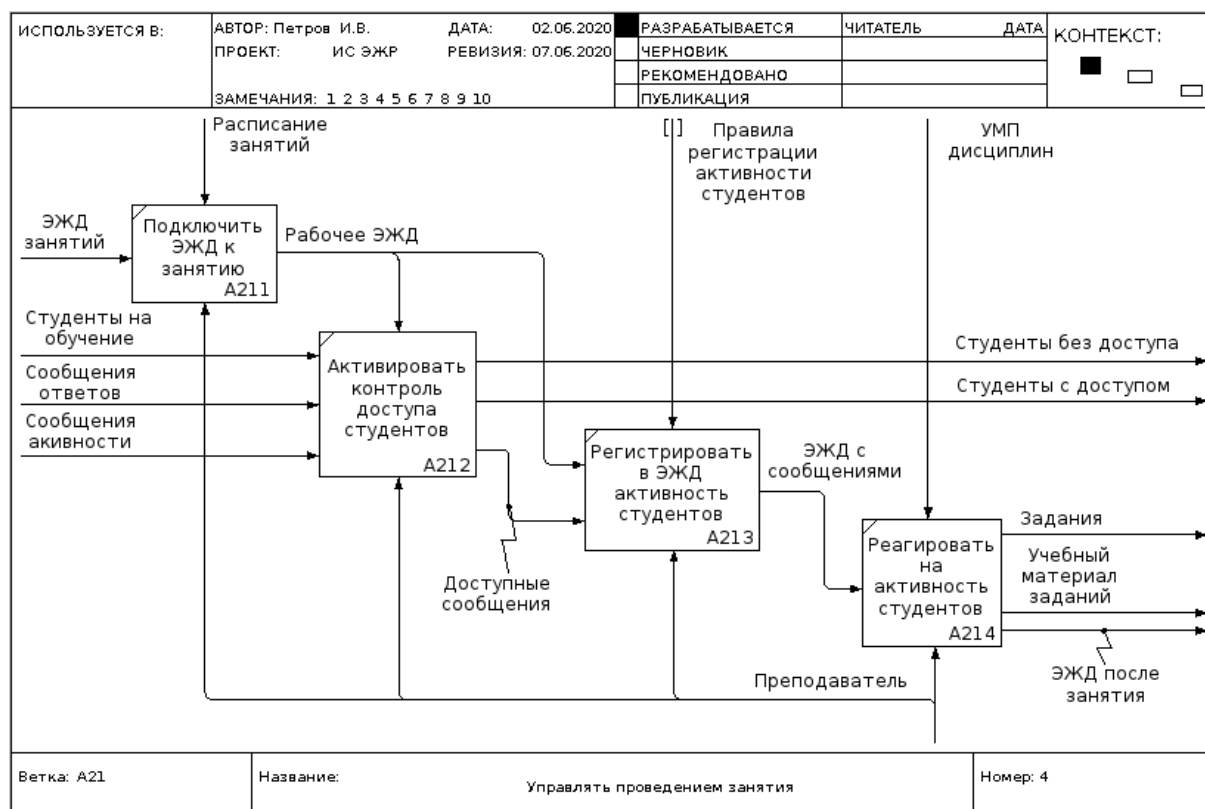 ИСПОЛЬЗУЕТСЯ В:
АВТОР: Петров И.В.
ДАТА: 02.06.2020
ПРОЕКТ: ИС ЭЖР
РЕВИЗИЯ: 07.06.2020
ЗАМЕЧАНИЯ: 1 2 3 4 5 6 7 8 9 10
РАЗРАБАТЫВАЕТСЯ
ЧЕРНОВИК
РЕКОМЕНДОВАНО
ПУБЛИКАЦИЯ
ЧИТАТЕЛЬ
ДАТА
КОНТЕКСТ:
Расписание
занятий
[ ]
Правила
регистрации
активности
студентов
УМП
дисциплин
ЭЖД
занятий
Подключить
ЭЖД к
занятию
A211
Рабочее ЭЖД
Студенты на
обучение
Сообщения
ответов
Сообщения
акивности
Активировать
контроль
доступа
студентов
A212
Студенты без доступа
Студенты с доступом
Регистрировать
в ЭЖД
активность
студентов
A213
ЭЖД с
сообщениями
Доступные
сообщения
Реагировать
на
активность
студентов
A214
Задания
Учебный
материал
заданий
ЭЖД после
занятия
Преподаватель
Ветка: A21
Название:
Управлять проведением занятия
Номер: 4